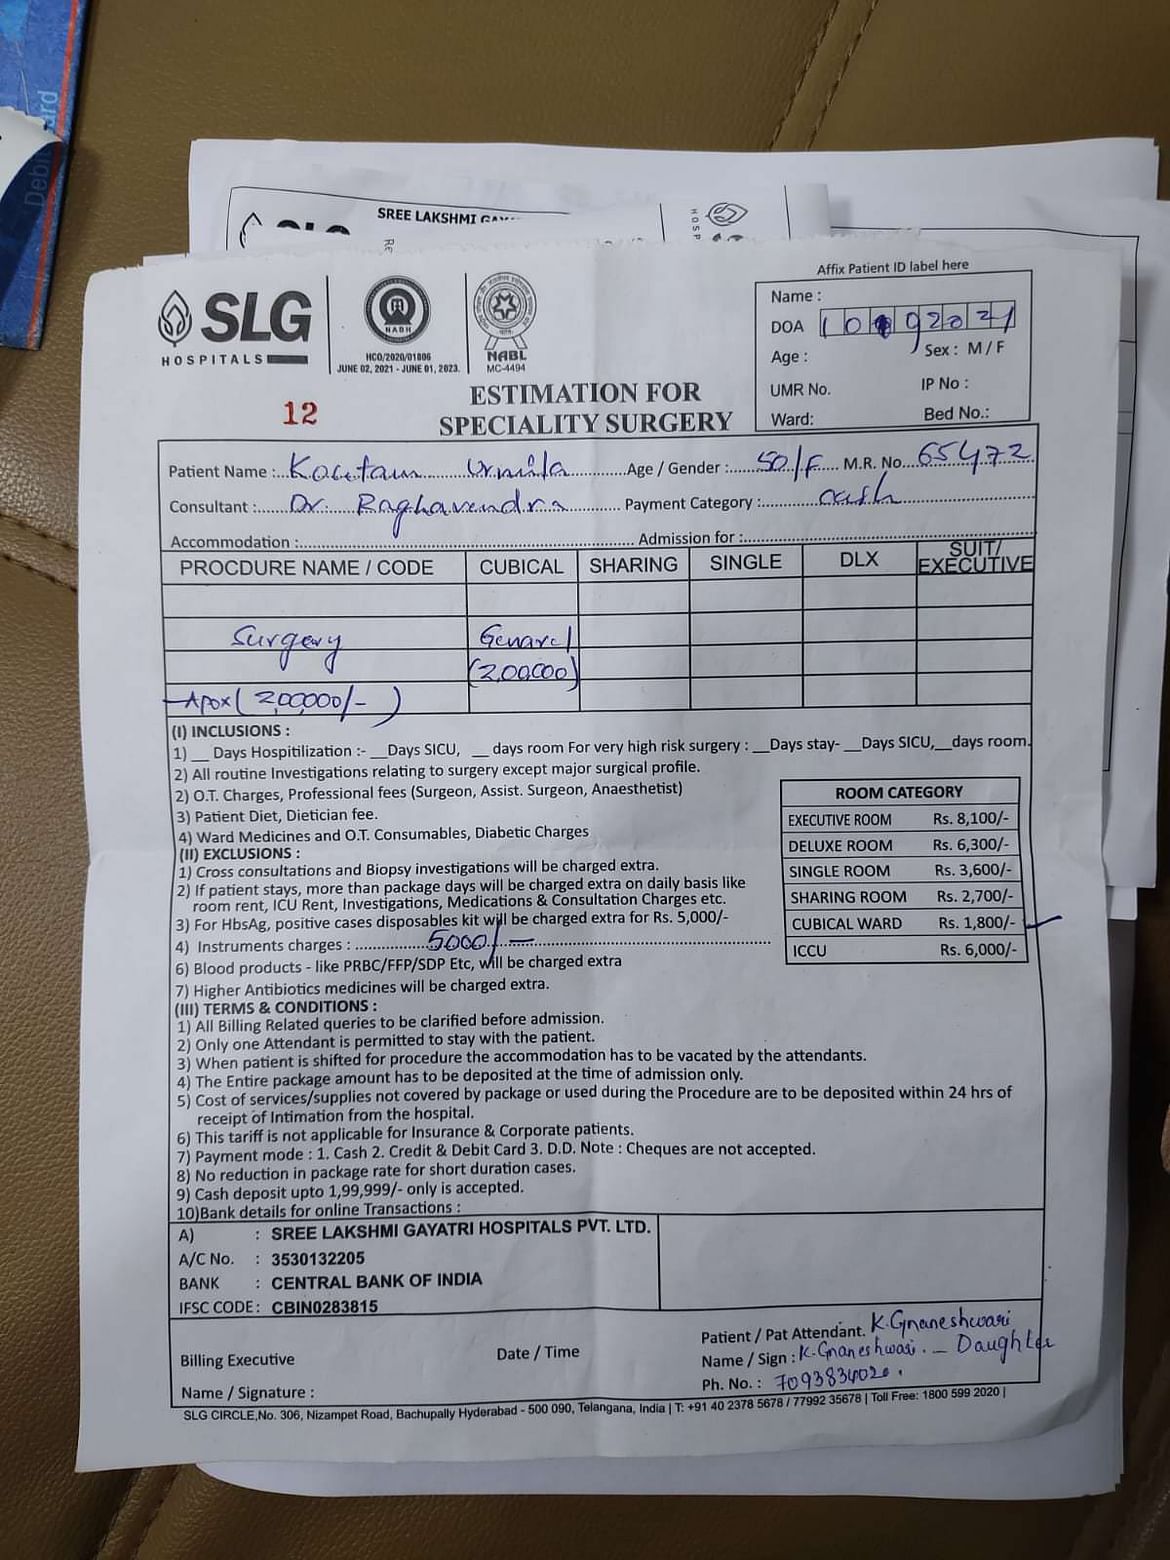 Debit
ard
SREE LAKSHMI
SLG
HOSP
Affix Patient ID label here
SLG
HOSPITALS
NABH
HCO/2020/01806
JUNE 02, 2021 - JUNE 01, 2023.
NABL
MC-4494
Name :
DOA 10 09 2021
Age : Sex : M / F
UMR No. IP No :
Ward: Bed No.:
12
ESTIMATION FOR
SPECIALITY SURGERY
Patient Name : Urmila Age / Gender : 50/F M.R. No. 65472
Consultant : Dr. Raghavendra Payment Category : cash
Accommodation : Admission for :
PROCDURE NAME / CODE CUBICAL SHARING SINGLE DLX SUIT/ EXECUTIVE
Surgery Genarel
(2,00,000)
Apox (2,00,000/-)
(I) INCLUSIONS :
1) __ Days Hospitilization :- __Days SICU, __ days room For very high risk surgery : __Days stay- __Days SICU,__days room.
2) All routine Investigations relating to surgery except major surgical profile.
2) O.T. Charges, Professional fees (Surgeon, Assist. Surgeon, Anaesthetist)
3) Patient Diet, Dietician fee.
4) Ward Medicines and O.T. Consumables, Diabetic Charges
ROOM CATEGORY
EXECUTIVE ROOM Rs. 8,100/-
DELUXE ROOM Rs. 6,300/-
SINGLE ROOM Rs. 3,600/-
SHARING ROOM Rs. 2,700/-
CUBICAL WARD Rs. 1,800/-
ICCU Rs. 6,000/-
(II) EXCLUSIONS :
1) Cross consultations and Biopsy investigations will be charged extra.
2) If patient stays, more than package days will be charged extra on daily basis like
room rent, ICU Rent, Investigations, Medications & Consultation Charges etc.
3) For HbsAg, positive cases disposables kit will be charged extra for Rs. 5,000/-
4) Instruments charges : 5000/-
6) Blood products - like PRBC/FFP/SDP Etc, will be charged extra
7) Higher Antibiotics medicines will be charged extra.
(III) TERMS & CONDITIONS :
1) All Billing Related queries to be clarified before admission.
2) Only one Attendant is permitted to stay with the patient.
3) When patient is shifted for procedure the accommodation has to be vacated by the attendants.
4) The Entire package amount has to be deposited at the time of admission only.
5) Cost of services/supplies not covered by package or used during the Procedure are to be deposited within 24 hrs of
receipt of Intimation from the hospital.
6) This tariff is not applicable for Insurance & Corporate patients.
7) Payment mode : 1. Cash 2. Credit & Debit Card 3. D.D. Note : Cheques are not accepted.
8) No reduction in package rate for short duration cases.
9) Cash deposit upto 1,99,999/- only is accepted.
10)Bank details for online Transactions :
A) : SREE LAKSHMI GAYATRI HOSPITALS PVT. LTD.
A/C No. : 3530132205
BANK : CENTRAL BANK OF INDIA
IFSC CODE : CBIN0283815
Patient / Pat Attendant. K.Gnaneshwari
Billing Executive Date / Time Name / Sign : K.Gnaneshwari. - Daughter
Name / Signature : Ph. No. : 7093834020.
SLG CIRCLE,No. 306, Nizampet Road, Bachupally Hyderabad - 500 090, Telangana, India | T: +91 40 2378 5678 / 77992 35678 | Toll Free: 1800 599 2020 |